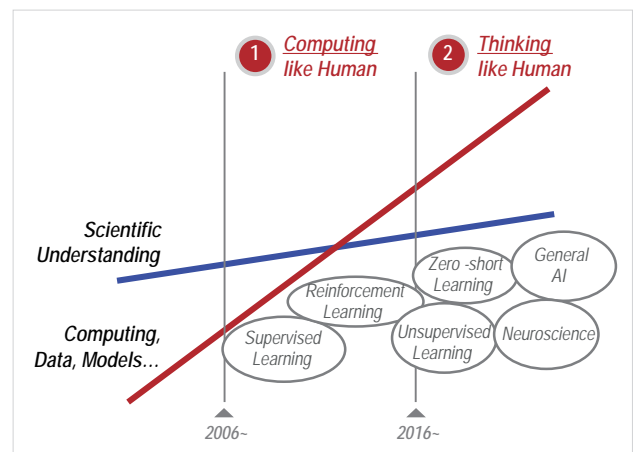 1 Computing
like Human
2 Thinking
like Human
Scientific
Understanding
Computing,
Data, Models...
Supervised
Learning
Reinforcement
Learning
Zero -short
Learning
General
AI
Unsupervised
Learning
Neuroscience
2006~
2016~